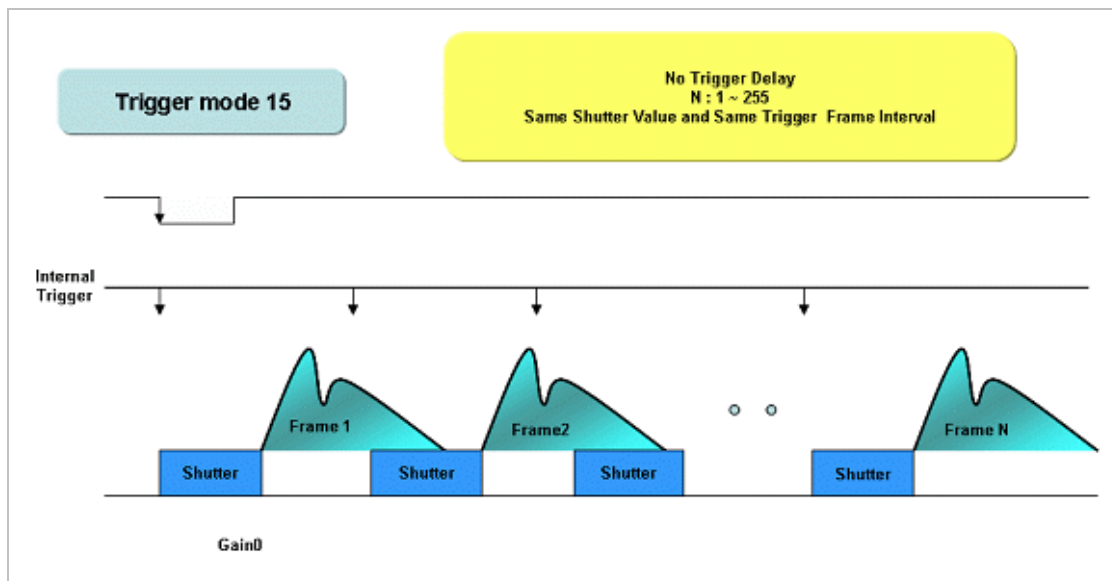 Trigger mode 15
No Trigger Delay
N : 1 ~ 255
Same Shutter Value and Same Trigger Frame Interval
Internal
Trigger
Frame 1
Frame2
Frame N
Shutter
Shutter
Shutter
Shutter
Gain0